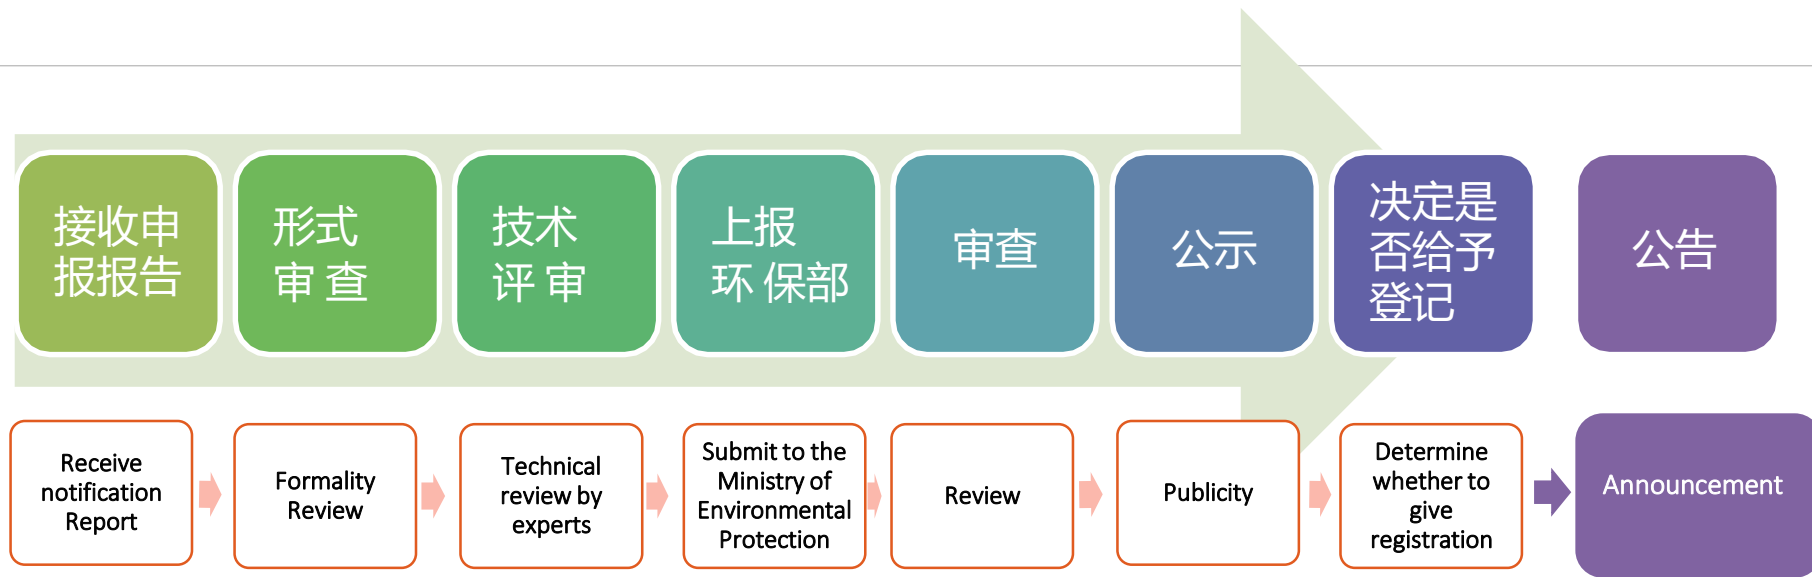 接收申
报报告
形式
审 查
技术
评 审
上报
环 保部
审查
公示
决定是
否给予
登记
公告
Receive
notification
Report
Formality
Review
Technical
review by
experts
Submit to the
Ministry of
Environmental
Protection
Review
Publicity
Determine
whether to
give
registration
Announcement